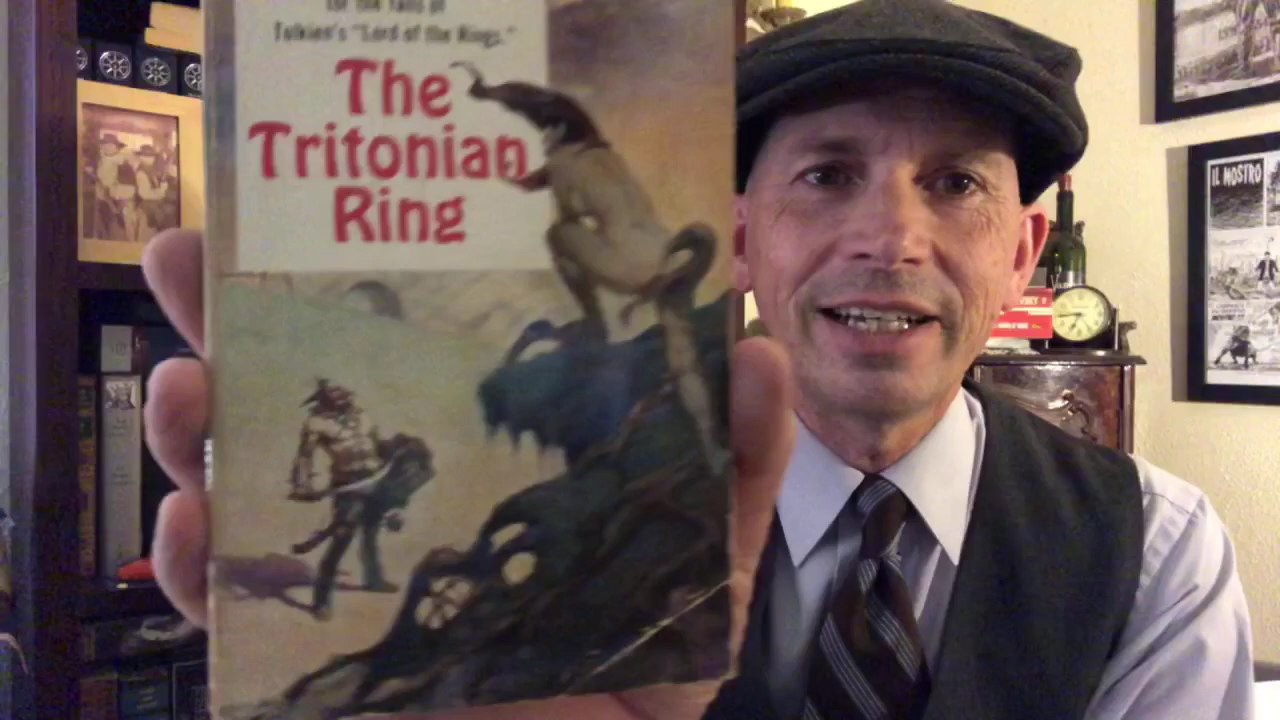 for the fans of
Tolkien's "Lord of the Rings."
The
Tritonian
Ring
IL MOSTRO